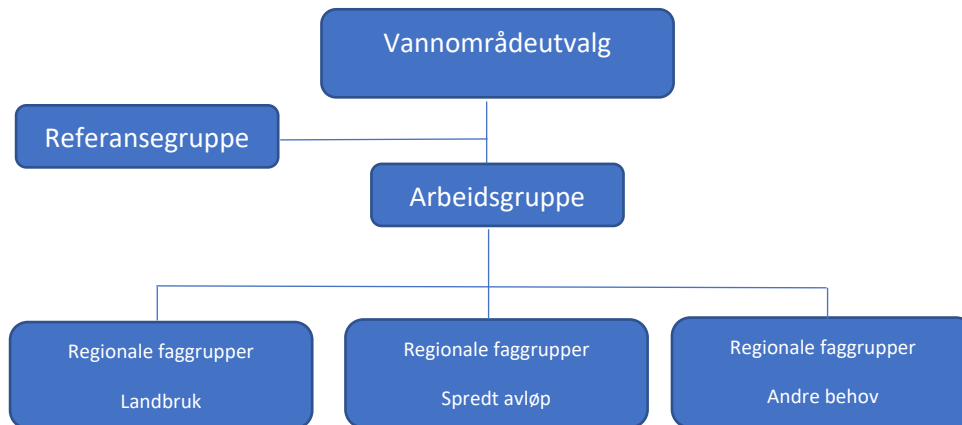 Vannområdeutvalg
Referansegruppe
Arbeidsgruppe
Regionale faggrupper
Landbruk
Regionale faggrupper
Spredt avløp
Regionale faggrupper
Andre behov